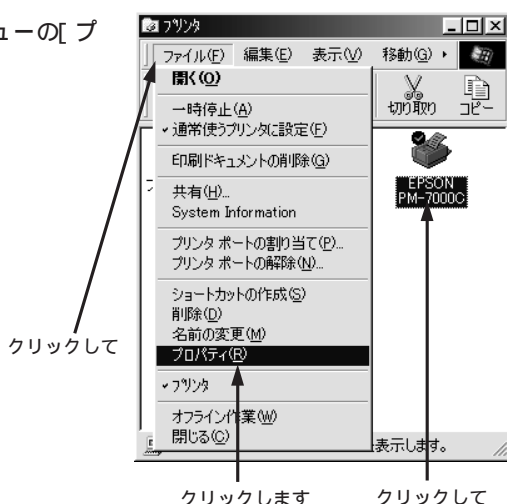 ューの[ プ
プリンタ
ファイル(F) 編集(E) 表示(V) 移動(G)
切り取り コピー
開く(O)
一時停止(A)
通常使うプリンタに設定(F)
印刷ドキュメントの削除(G)
共有(H)...
System Information
プリンタ ポートの割り当て(P)...
プリンタ ポートの解除(N)...
ショートカットの作成(S)
削除(D)
名前の変更(M)
プロパティ(R)
プリンタ
オフライン作業(W)
閉じる(C)
EPSON
PM-7000C
表示します。
クリックして
クリックします
クリックして